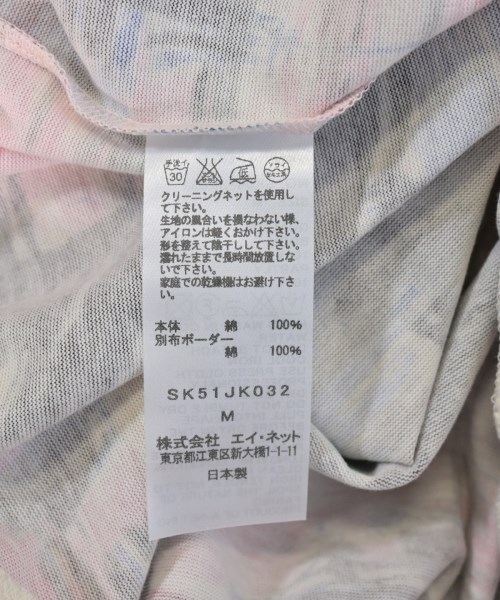 手洗イ
30
低
クリーニングネットを使用し
て下さい。
生地の風合いを損なわない様、
アイロンは軽くおかけ下さい。
形を整えて陰干しして下さい。
濡れたままで長時間放置しな
いで下さい。
家庭での乾燥機はお避け下さ
い。
本体 綿 100%
別布ボーダー
綿 100%
SK51JK032
M
株式会社 エイ・ネット
東京都江東区新大橋1-1-11
日本製